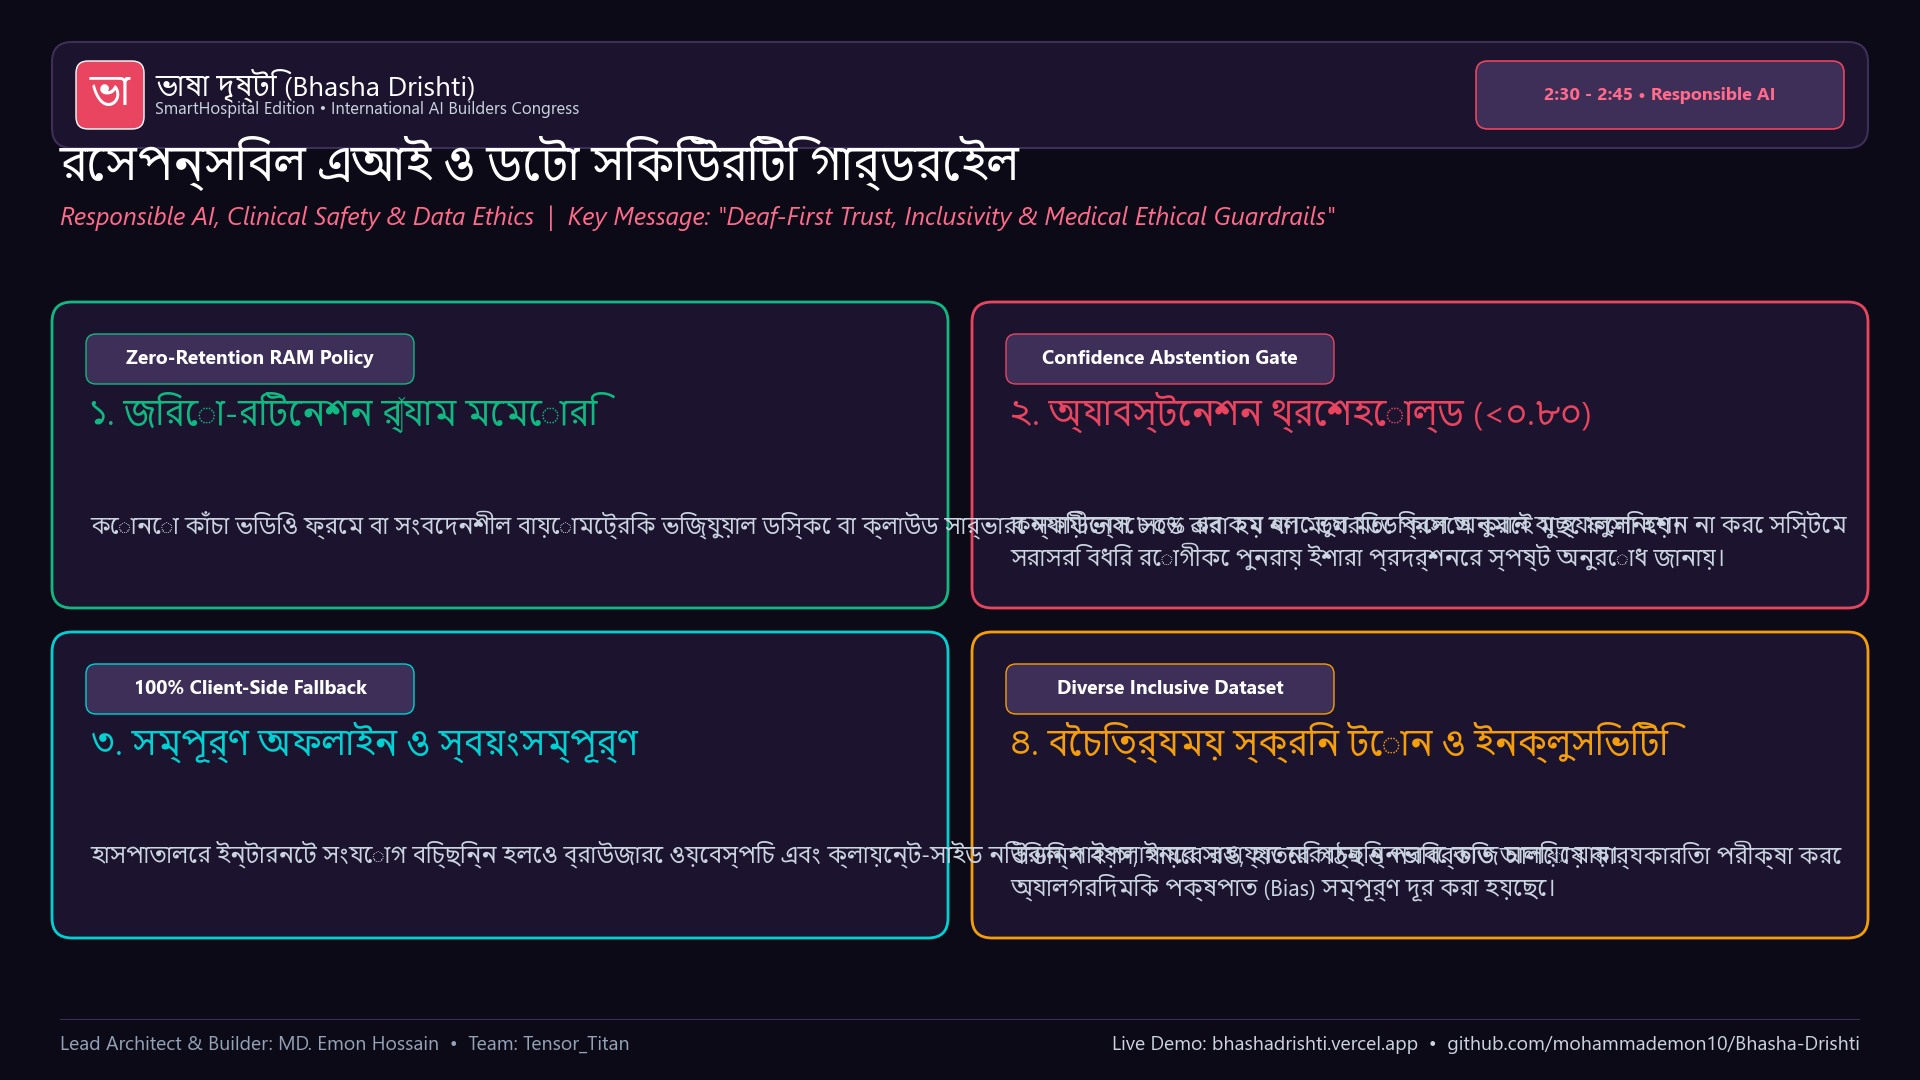 ভা
ভাষা দৃষ্টি (Bhasha Drishti)
SmartHospital Edition • International AI Builders Congress
2:30 - 2:45 • Responsible AI
রেসপন্সিবল এআই ও ডেটা সিকিউরিটি গার্ডরেইল
Responsible AI, Clinical Safety & Data Ethics | Key Message: "Deaf-First Trust, Inclusivity & Medical Ethical Guardrails"
Zero-Retention RAM Policy
১. জিরো-রিটেনশন র‍্যাম মেমোরি
কোনো কাঁচা ভিডিও ফ্রেম বা সংবেদনশীল বায়োমেট্রিক ভিজ্যুয়াল ডিস্কে বা ক্লাউড
Confidence Abstention Gate
২. অ্যাবস্টেনশন থ্রেশহোল্ড (<০.৮০)
না করে সিস্টেম
সরাসরি বধির রোগীকে পুনরায় ইশারা প্রদর্শনের স্পষ্ট অনুরোধ জানায়।
100% Client-Side Fallback
৩. সম্পূর্ণ অফলাইন ও স্বয়ংসম্পূর্ণ
হাসপাতালের ইন্টারনেট সংযোগ বিচ্ছিন্ন হলেও ব্রাউজারে ওয়েবস্পিচ এবং ক্লায়েন্ট-সাইড
Diverse Inclusive Dataset
৪. বৈচিত্র্যময় স্ক্রিন টোন ও ইনক্লুসিভিটি
কার্যকারিতা পরীক্ষা করে
অ্যালগরিদমিক পক্ষপাত (Bias) সম্পূর্ণ দূর করা হয়েছে।
Lead Architect & Builder: MD. Emon Hossain • Team: Tensor_Titan
Live Demo: bhashadrishti.vercel.app • github.com/mohammademon10/Bhasha-Drishti